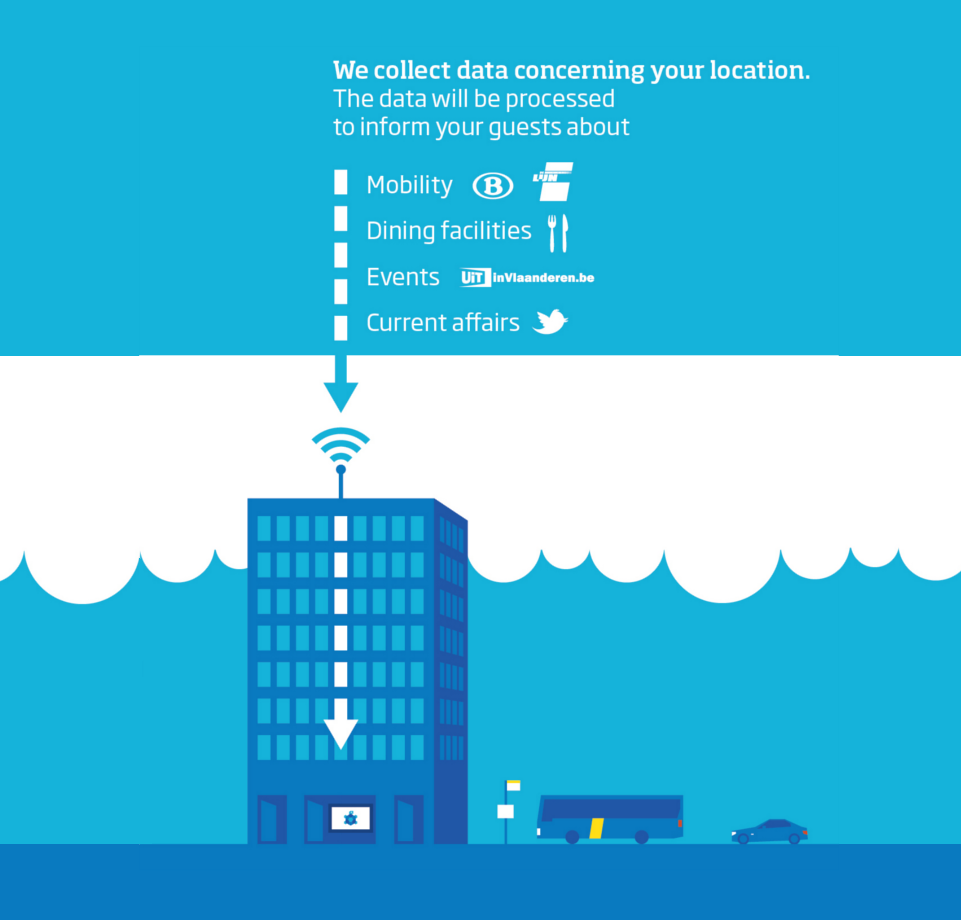 We collect data concerning your location.
The data will be processed
to inform your guests about
Mobility B LIJN
Dining facilities
Events UiT inVlaanderen.be
Current affairs